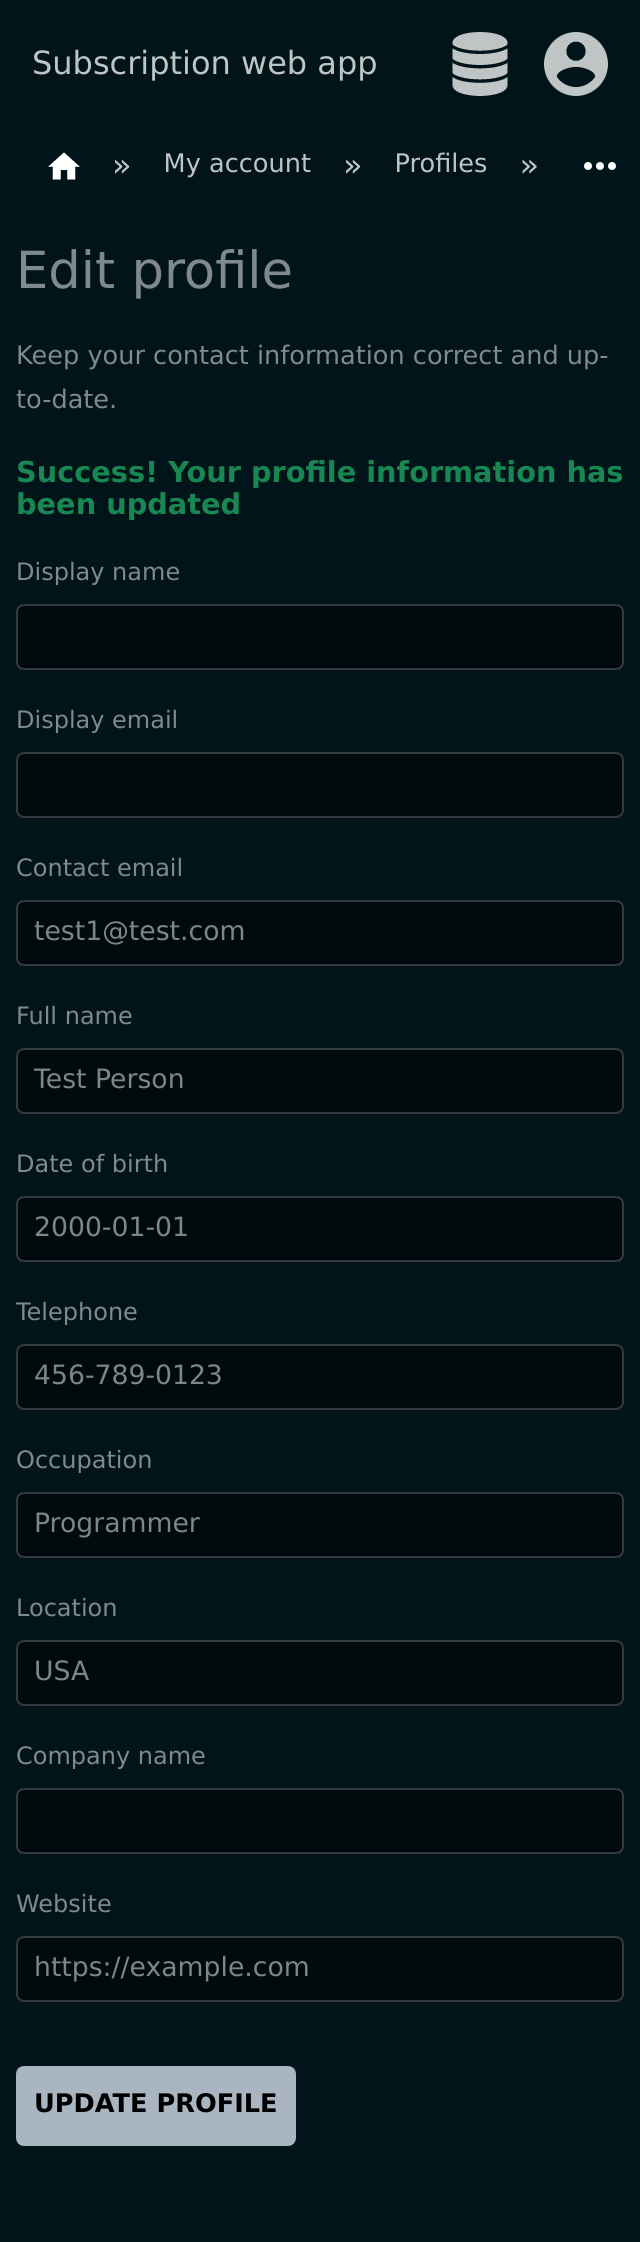 Subscription web app
» My account » Profiles » •••
Edit profile
Keep your contact information correct and up-
to-date.
Success! Your profile information has
been updated
Display name
Display email
Contact email
test1@test.com
Full name
Test Person
Date of birth
2000-01-01
Telephone
456-789-0123
Occupation
Programmer
Location
USA
Company name
Website
https://example.com
UPDATE PROFILE